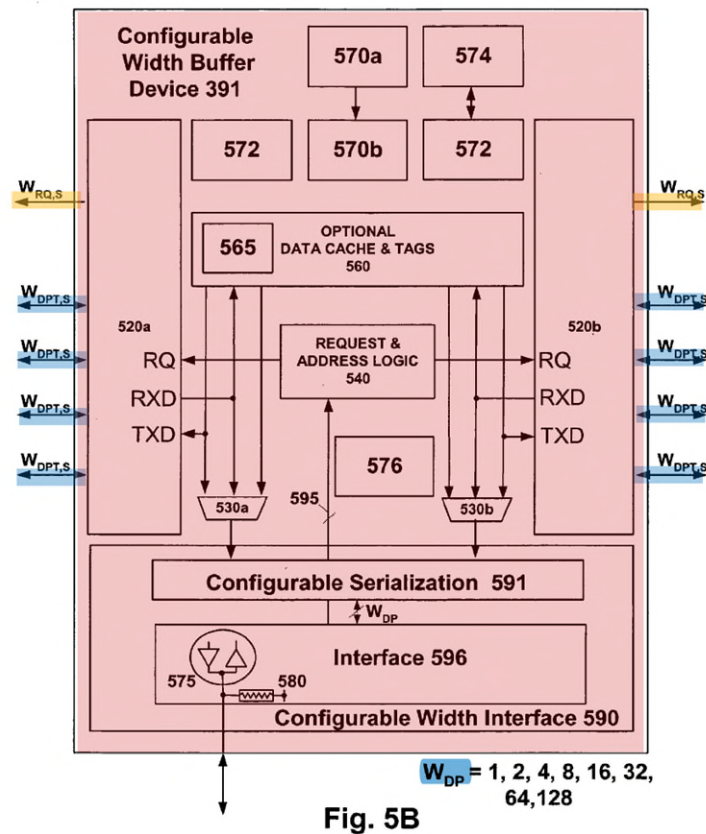 Configurable
Width Buffer
Device 391
570a
574
572
570b
572
W_RQ,S
W_RQ,S
565
OPTIONAL
DATA CACHE & TAGS
560
W_DPT,S
W_DPT,S
520a
520b
W_DPT,S
W_DPT,S
RQ
REQUEST &
ADDRESS LOGIC
540
RQ
RXD
RXD
W_DPT,S
W_DPT,S
TXD
TXD
576
W_DPT,S
W_DPT,S
595
530a
530b
Configurable Serialization 591
W_DP
Interface 596
575
580
Configurable Width Interface 590
W_DP = 1, 2, 4, 8, 16, 32,
64,128
Fig. 5B